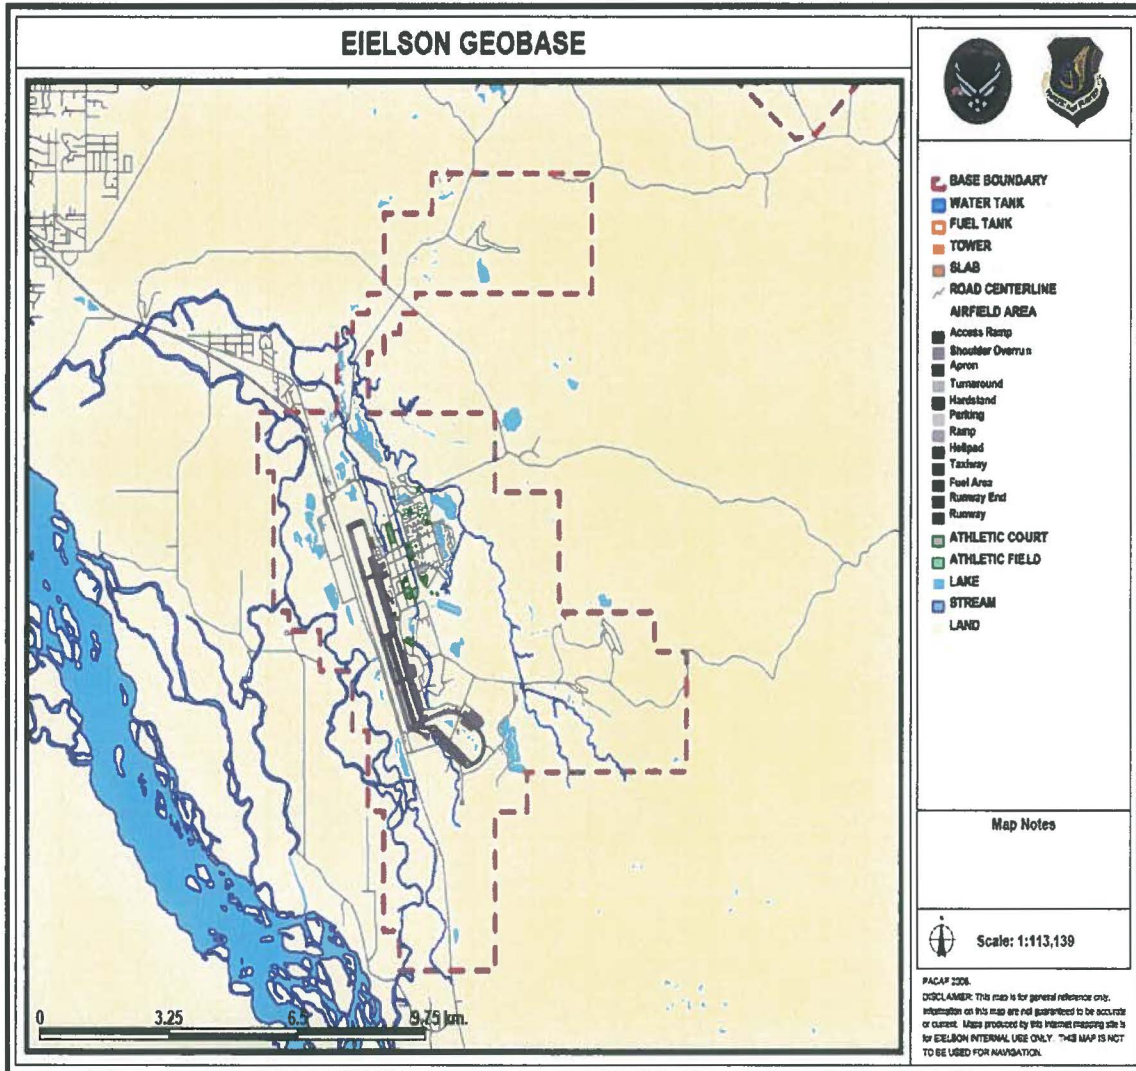 EIELSON GEOBASE
BASE BOUNDARY
WATER TANK
FUEL TANK
TOWER
SLAB
ROAD CENTERLINE
AIRFIELD AREA
Access Ramp
Shoulder Overrun
Apron
Turnaround
Hardstand
Parking
Ramp
Helipad
Taxiway
Fuel Area
Runway End
Runway
ATHLETIC COURT
ATHLETIC FIELD
LAKE
STREAM
LAND
Map Notes
Scale: 1:113,139
PACAF 2006.
DISCLAIMER: This map is for general reference only.
Information on this map are not guaranteed to be accurate
or current. Maps produced by this internet mapping site is
for EIELSON INTERNAL USE ONLY. THIS MAP IS NOT
TO BE USED FOR NAVIGATION.
0 3.25 6.5 9.75 km.